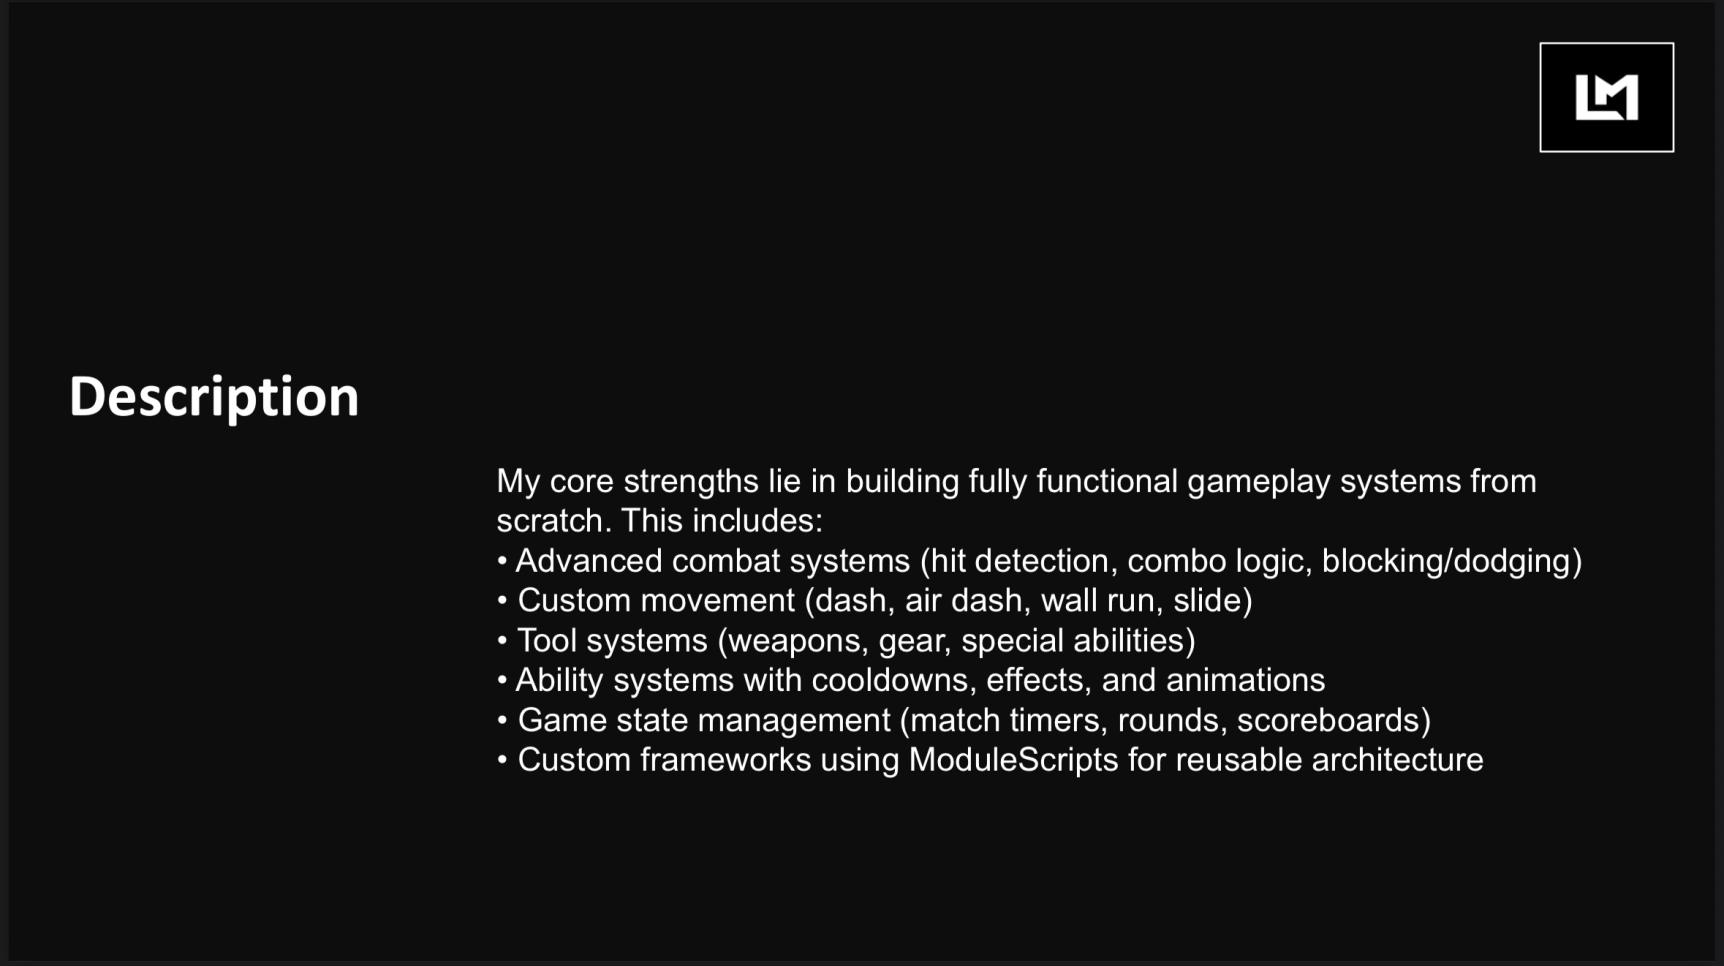 LM
Description
My core strengths lie in building fully functional gameplay systems from
scratch. This includes:
• Advanced combat systems (hit detection, combo logic, blocking/dodging)
• Custom movement (dash, air dash, wall run, slide)
• Tool systems (weapons, gear, special abilities)
• Ability systems with cooldowns, effects, and animations
• Game state management (match timers, rounds, scoreboards)
• Custom frameworks using ModuleScripts for reusable architecture